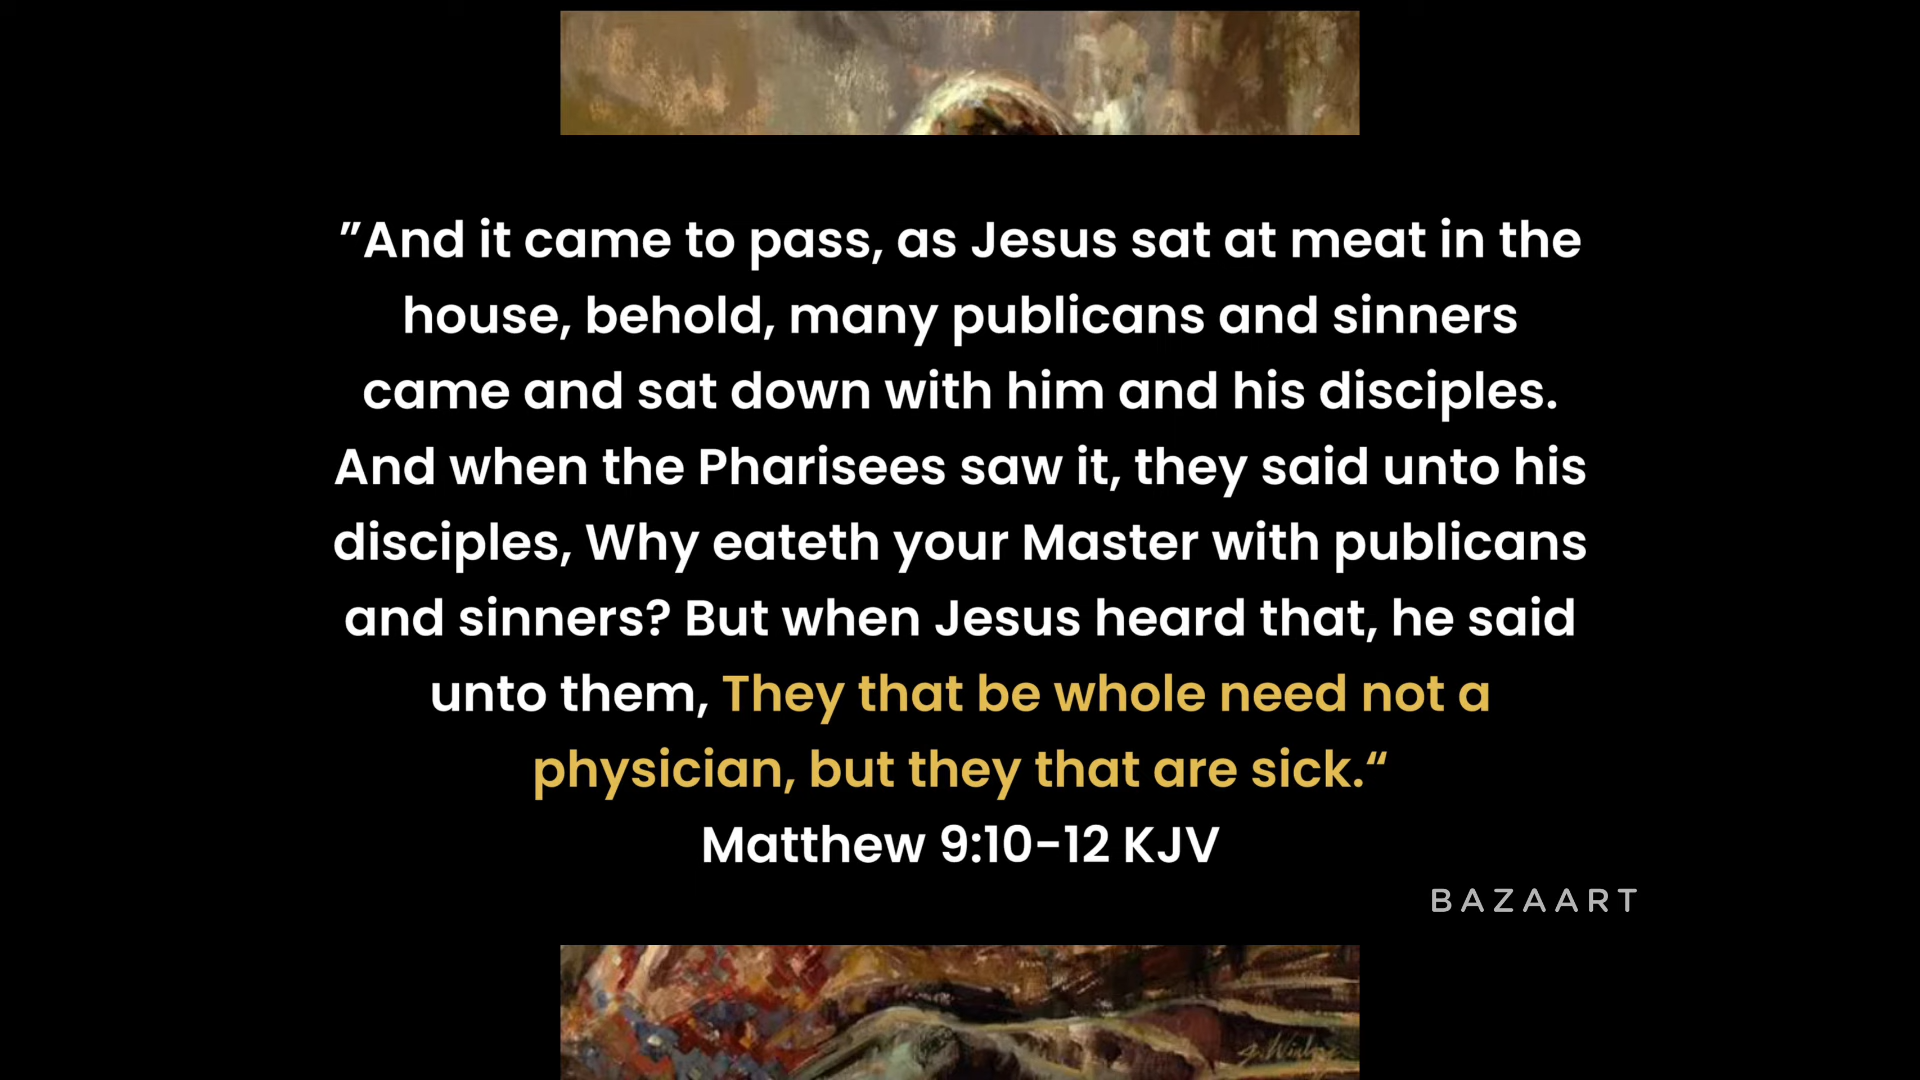 ”And it came to pass, as Jesus sat at meat in the
house, behold, many publicans and sinners
came and sat down with him and his disciples.
And when the Pharisees saw it, they said unto his
disciples, Why eateth your Master with publicans
and sinners? But when Jesus heard that, he said
unto them, They that be whole need not a
physician, but they that are sick.“
Matthew 9:10-12 KJV
BAZAART